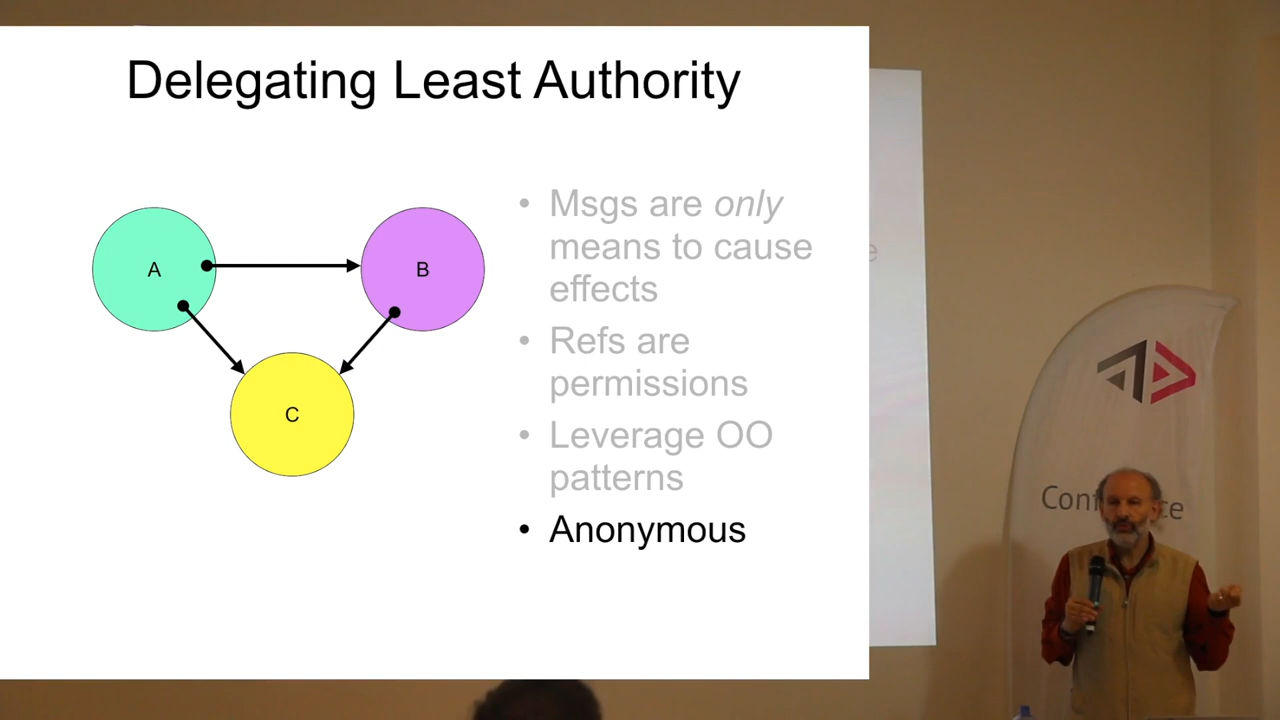 Delegating Least Authority
• Msgs are only
means to cause
effects
• Refs are
permissions
• Leverage OO
patterns
• Anonymous
A
B
C
e